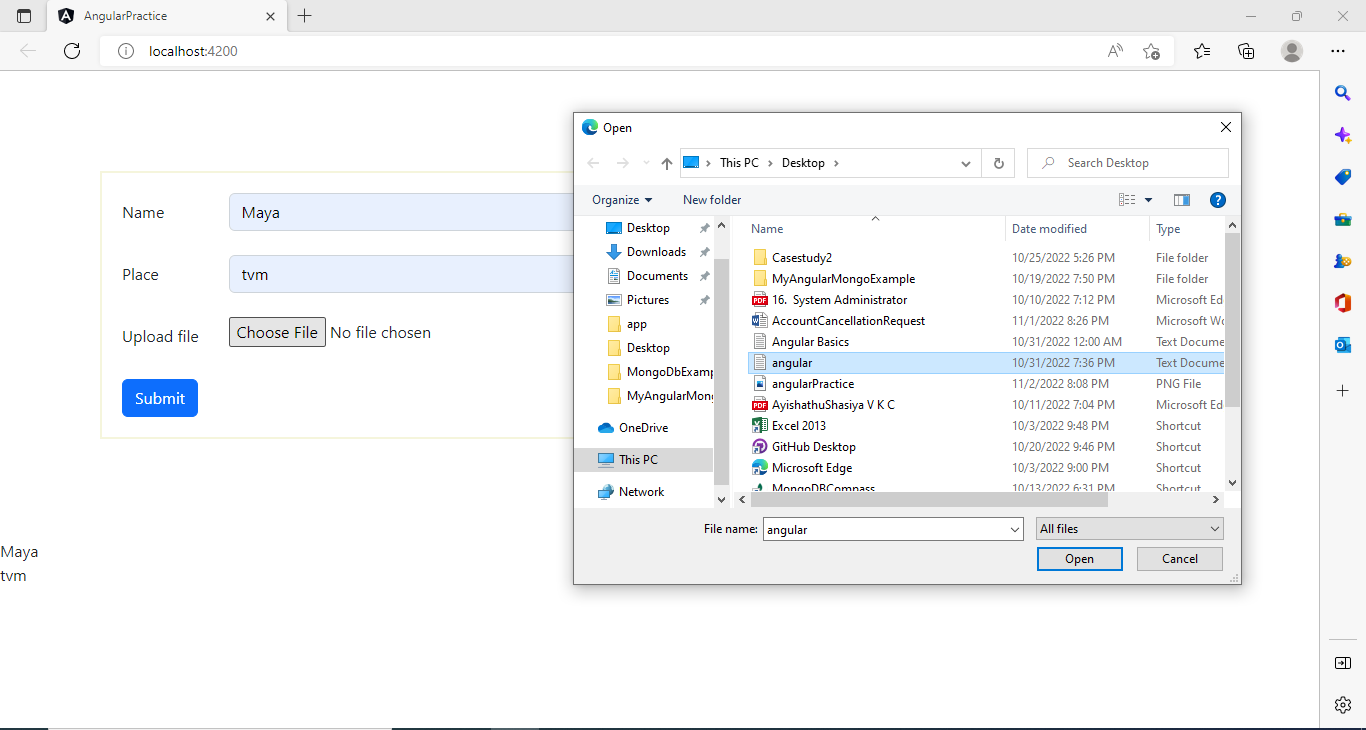 AngularPractice
localhost:4200
Name Maya
Place tvm
Upload file Choose File No file chosen
Submit
Maya
tvm
Open
This PC > Desktop >
Search Desktop
Organize New folder
Desktop
Downloads
Documents
Pictures
app
Desktop
MongoDbExamp
MyAngularMon
OneDrive
This PC
Network
Name Date modified Type
Casestudy2 10/25/2022 5:26 PM File folder
MyAngularMongoExample 10/19/2022 7:50 PM File folder
PDF 16. System Administrator 10/10/2022 7:12 PM Microsoft Ed
AccountCancellationRequest 11/1/2022 8:26 PM Microsoft Wo
Angular Basics 10/31/2022 12:00 AM Text Docume
angular 10/31/2022 7:36 PM Text Docume
angularPractice 11/2/2022 8:08 PM PNG File
PDF AyishathuShasiya V K C 10/11/2022 7:04 PM Microsoft Ed
Excel 2013 10/3/2022 9:48 PM Shortcut
GitHub Desktop 10/20/2022 9:46 PM Shortcut
Microsoft Edge 10/3/2022 9:00 PM Shortcut
MongoDBCompass 10/13/2022 6:31 PM Shortcut
File name: angular All files
Open Cancel